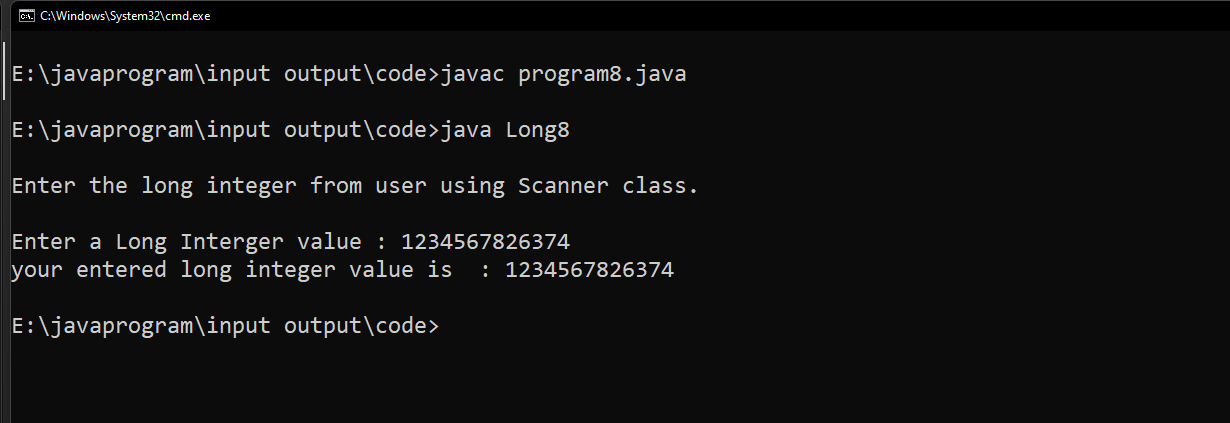 C:\Windows\System32\cmd.exe
E:\javaprogram\input output\code>javac program8.java
E:\javaprogram\input output\code>java Long8
Enter the long integer from user using Scanner class.
Enter a Long Interger value : 1234567826374
your entered long integer value is  : 1234567826374
E:\javaprogram\input output\code>